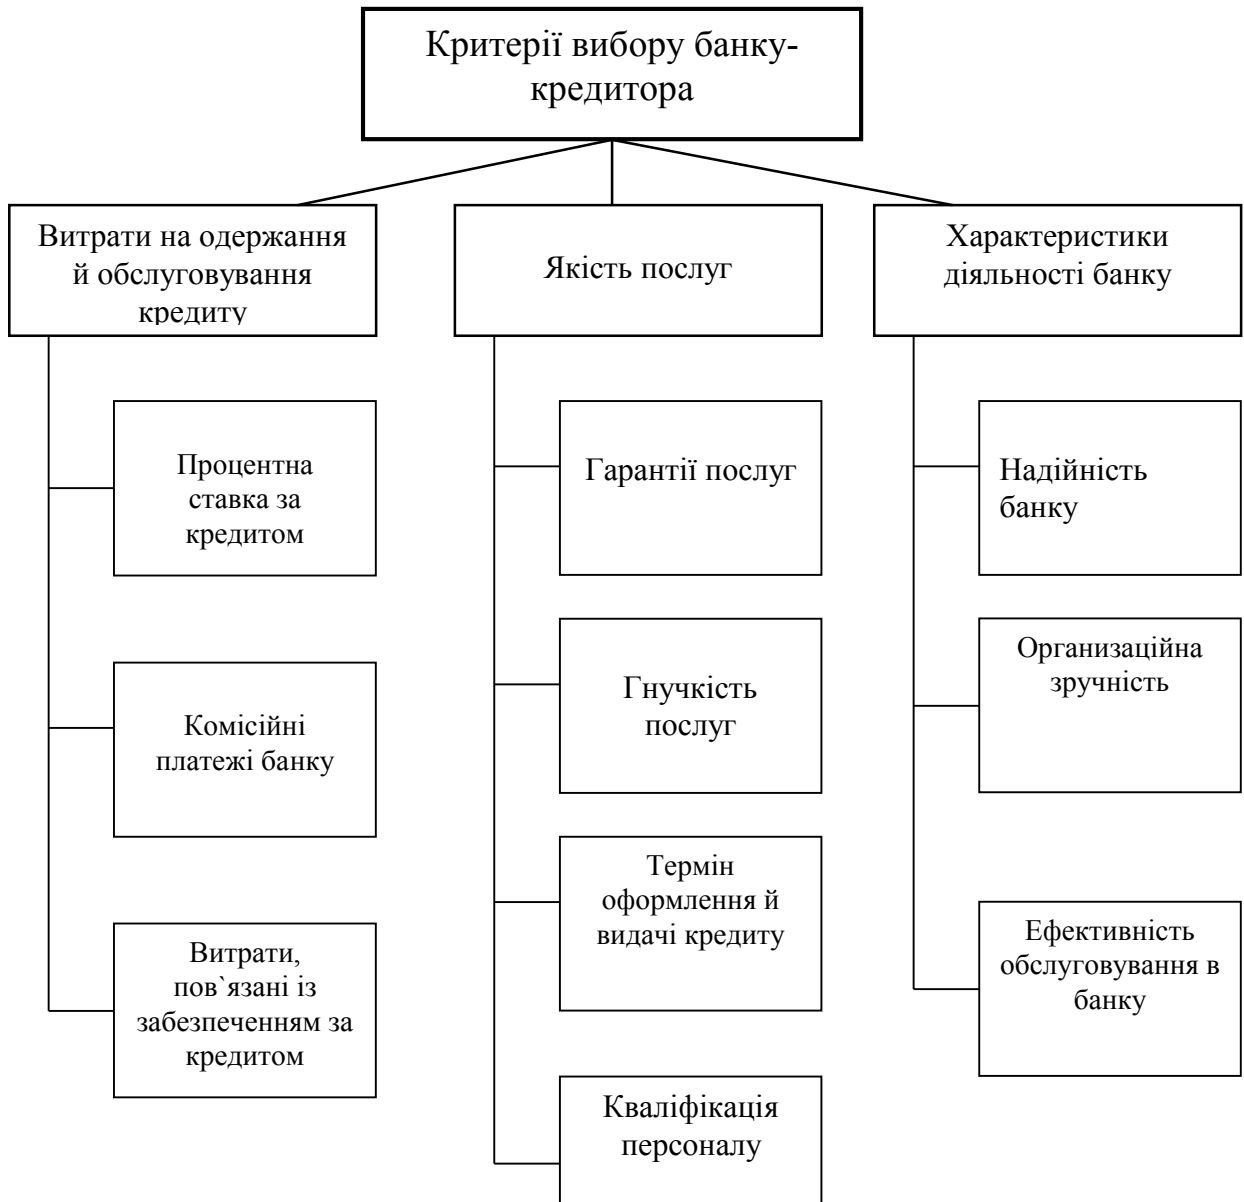 Критерії вибору банку-
кредитора
Витрати на одержання
й обслуговування
кредиту
Якість послуг
Характеристики
діяльності банку
Процентна
ставка за
кредитом
Комісійні
платежі банку
Витрати,
пов`язані із
забезпеченням за
кредитом
Гарантії послуг
Гнучкість
послуг
Термін
оформлення й
видачі кредиту
Кваліфікація
персоналу
Надійність
банку
Организаційна
зручність
Ефективність
обслуговування в
банку